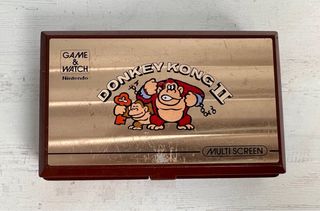 GAME
&
WATCH
Nintendo
DONKEY KONG II
MULTI SCREEN